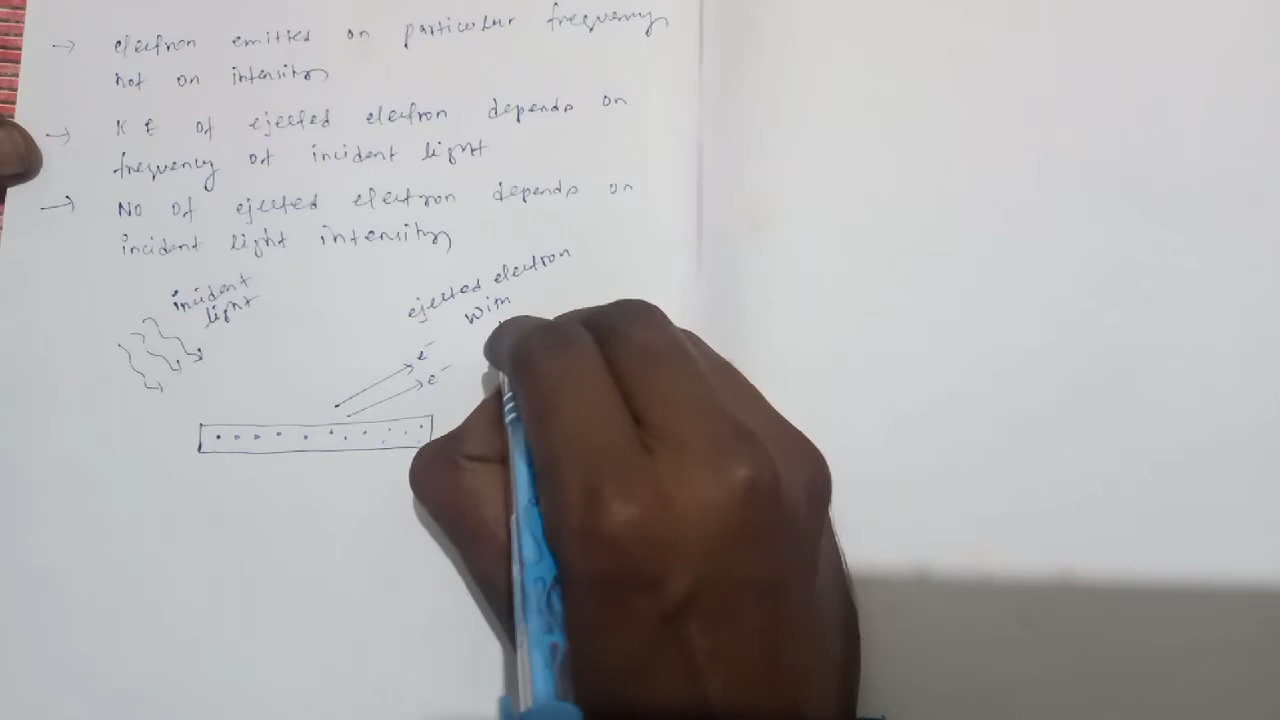 → electron emitted on particular frequency
not on intensity
→ K E of ejected electron depends on
frequency of incident light
→ No of ejected electron depends on
incident light intensity
incident
light
ejected electron
with
e⁻
e⁻